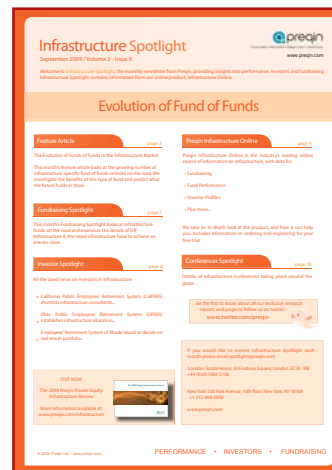 Infrastructure Spotlight
September 2009 / Volume 2 - Issue 9
preqin
www.preqin.com
Welcome to Infrastructure Spotlight, the monthly newsletter from Preqin, providing insights into performance, investors and fundraising.
Infrastructure Spotlight contains information from our online product, Infrastructure Online.
Evolution of Fund of Funds
Feature Article
page 3
The Evolution of Funds of Funds in the Infrastructure Market
This month's feature article looks at the growing number of
infrastructure-specific fund of funds vehicles on the road. We
investigate the benefits of this type of fund and predict what
the future holds in store.
Fundraising Spotlight
page 5
This month's Fundraising Spotlight looks at infrastructure
funds on the road and examines the details of EIF
Infrastructure II, the latest infrastructure fund to achieve an
interim close.
Investor Spotlight
page 8
All the latest news on investors in infrastructure:
• California Public Employees' Retirement System (CalPERS)
shortlists infrastructure consultants...
• Ohio Public Employees' Retirement System (OPERS)
establishes infrastructure allocation...
• Employees' Retirement System of Rhode Island to decide on
real return portfolio...
OUT NOW
The 2009 Preqin Private Equity
Infrastructure Review
More information available at
www.preqin.com/infrastructure
Preqin Infrastructure Online
page 9
Preqin Infrastructure Online is the industry's leading online
source of information on infrastructure, with data for:
- Fundraising
- Fund Performance
- Investor Profiles
- Plus more...
We take an in-depth look at the product, and how it can help
you. Includes information on ordering and registering for your
free trial.
Conferences Spotlight
page 10
Details of infrastructure conferences taking place around the
globe.
Be the first to know about all our exclusive research
reports and projects, follow us on twitter:
www.twitter.com/preqin
If you would like to receive Infrastructure Spotlight each
month please email spotlight@preqin.com
London: Scotia House, 33 Finsbury Square, London. EC2A 1BB
+44 (0)20 7065 5100
New York: 230 Park Avenue, 10th floor, New York, NY 10169
+1 212 808 3008
www.preqin.com
www.preqin.com
PERFORMANCE • INVESTORS • FUNDRAISING